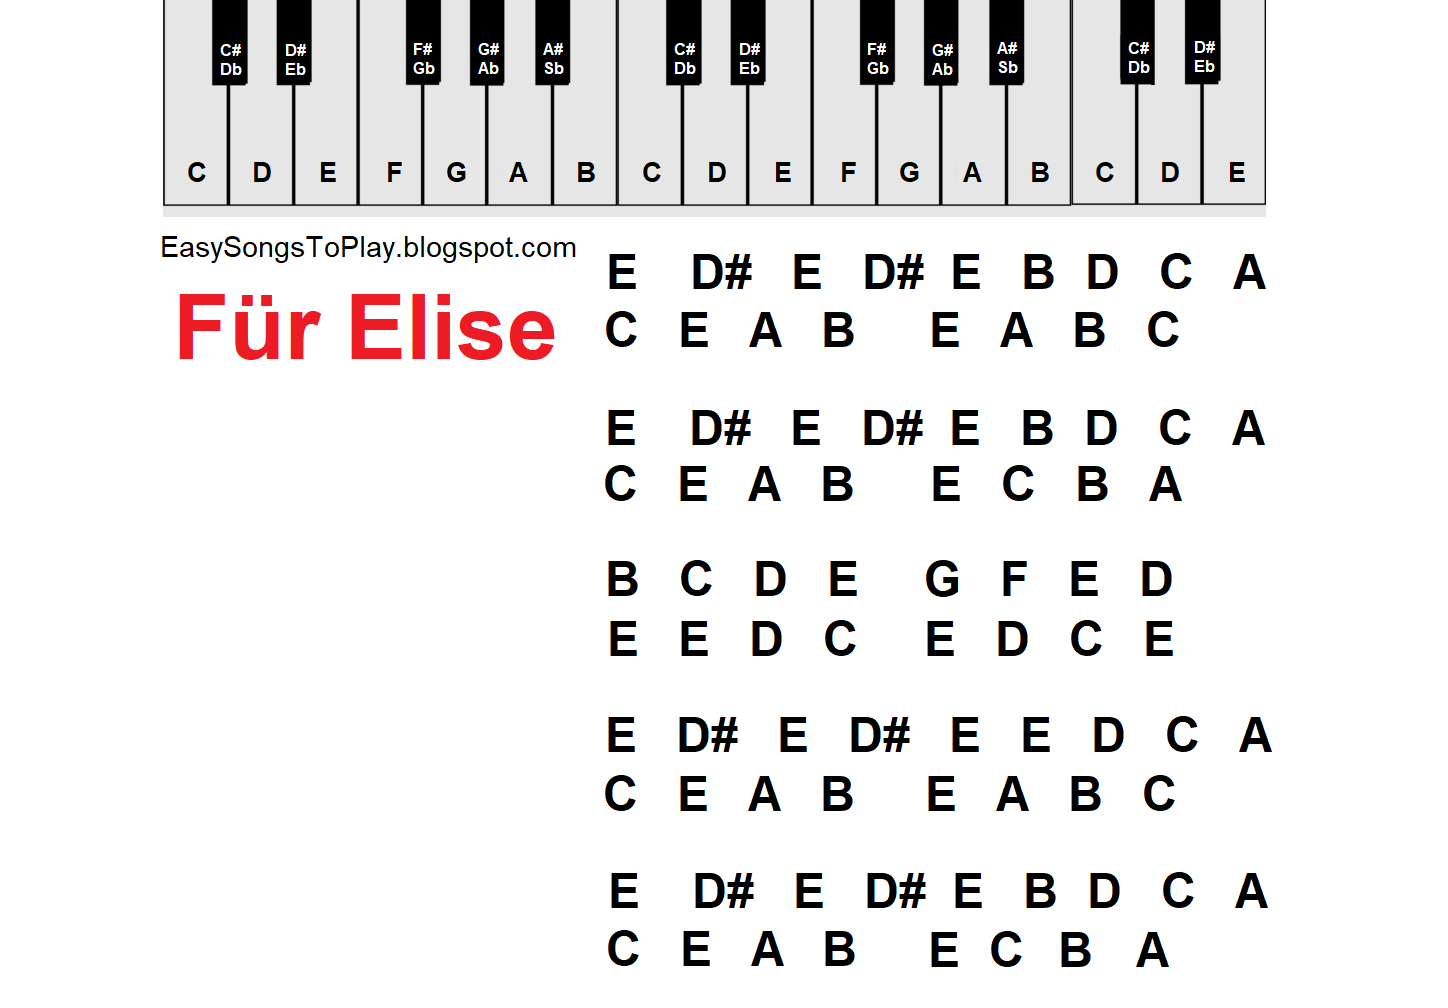 C# D# F# G# A# C# D# F# G# A# C# D#
Db Eb Gb Ab Sb Db Eb Gb Ab Sb Db Eb
C D E F G A B C D E F G A B C D E
EasySongsToPlay.blogspot.com
Für Elise
E D# E D# E B D C A
C E A B E A B C
E D# E D# E B D C A
C E A B E C B A
B C D E G F E D
E E D C E D C E
E D# E D# E E D C A
C E A B E A B C
E D# E D# E B D C A
C E A B E C B A